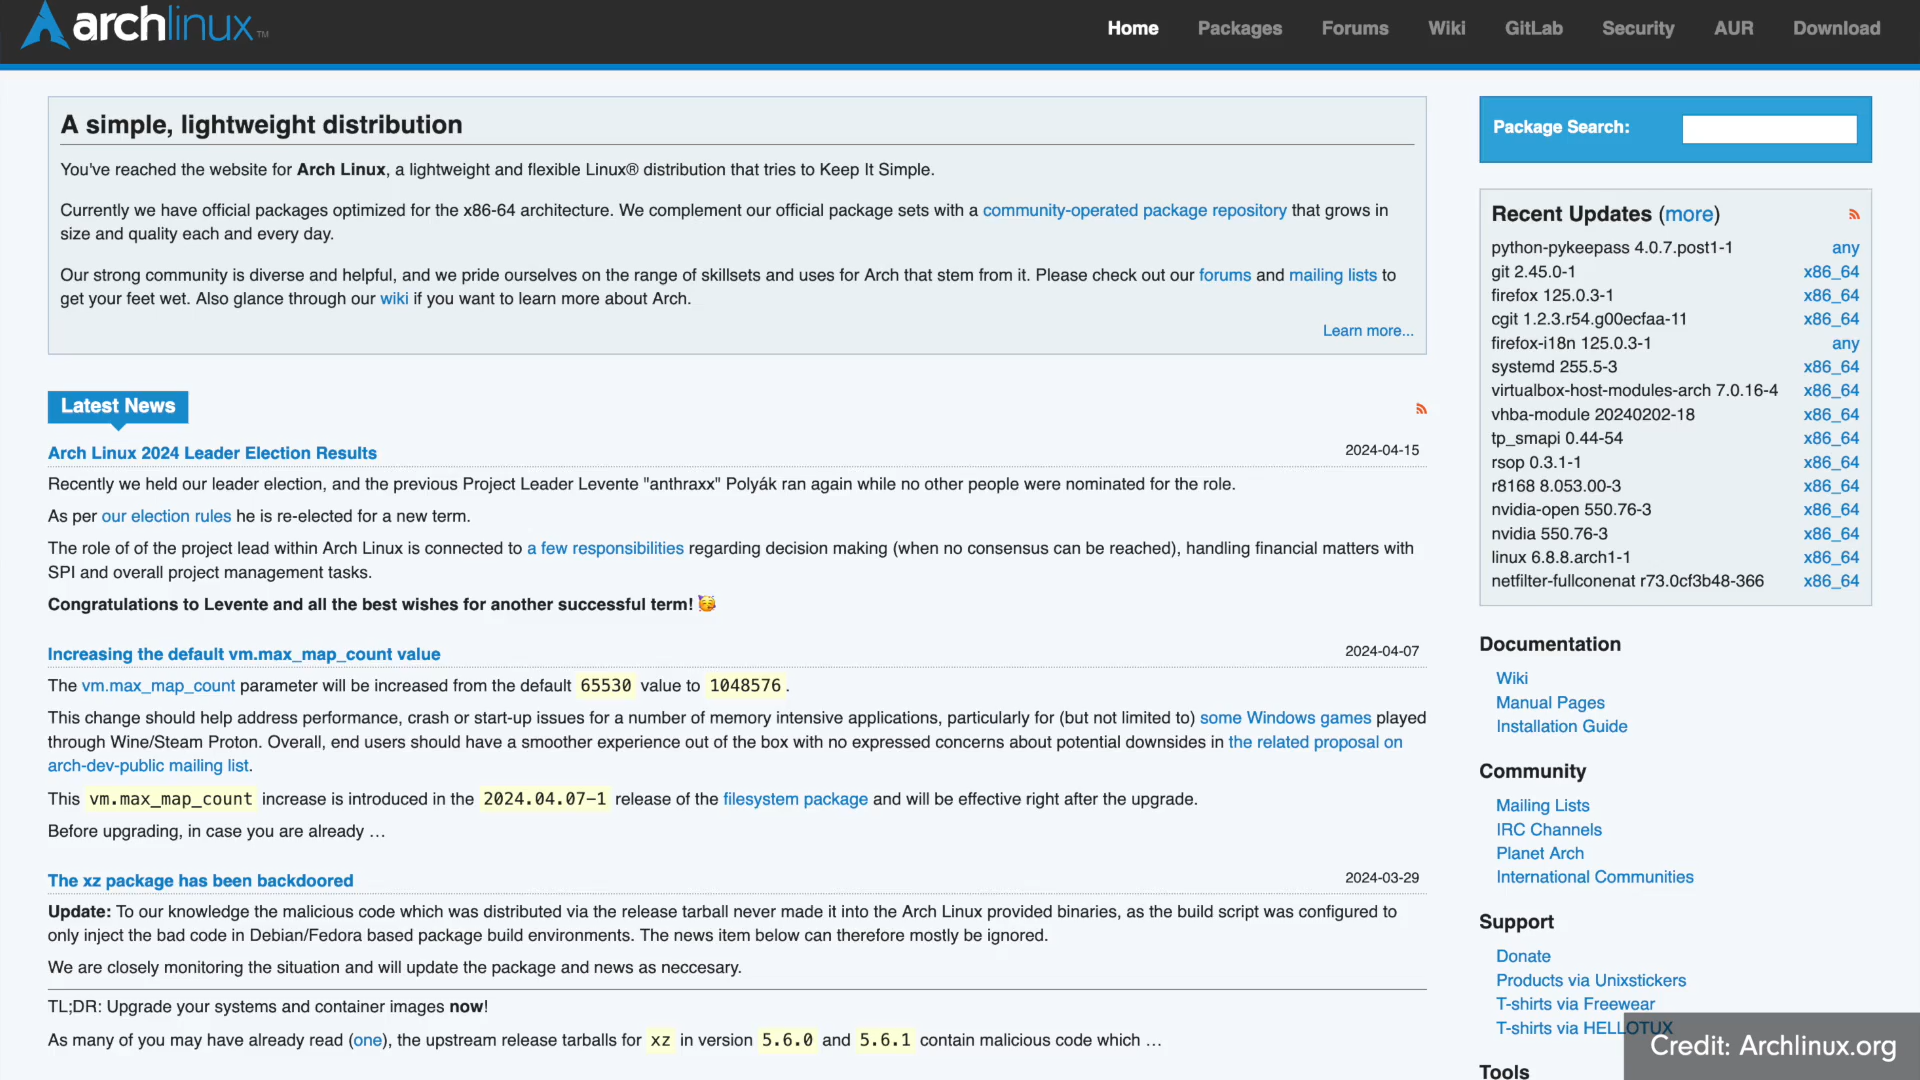 archlinux™
Home Packages Forums Wiki GitLab Security AUR Download
A simple, lightweight distribution
You've reached the website for Arch Linux, a lightweight and flexible Linux® distribution that tries to Keep It Simple.
Currently we have official packages optimized for the x86-64 architecture. We complement our official package sets with a community-operated package repository that grows in
size and quality each and every day.
Our strong community is diverse and helpful, and we pride ourselves on the range of skillsets and uses for Arch that stem from it. Please check out our forums and mailing lists to
get your feet wet. Also glance through our wiki if you want to learn more about Arch.
Learn more...
Latest News
Arch Linux 2024 Leader Election Results 2024-04-15
Recently we held our leader election, and the previous Project Leader Levente "anthraxx" Polyák ran again while no other people were nominated for the role.
As per our election rules he is re-elected for a new term.
The role of of the project lead within Arch Linux is connected to a few responsibilities regarding decision making (when no consensus can be reached), handling financial matters with
SPI and overall project management tasks.
Congratulations to Levente and all the best wishes for another successful term! 🥳
Increasing the default vm.max_map_count value 2024-04-07
The vm.max_map_count parameter will be increased from the default 65530 value to 1048576.
This change should help address performance, crash or start-up issues for a number of memory intensive applications, particularly for (but not limited to) some Windows games played
through Wine/Steam Proton. Overall, end users should have a smoother experience out of the box with no expressed concerns about potential downsides in the related proposal on
arch-dev-public mailing list.
This vm.max_map_count increase is introduced in the 2024.04.07-1 release of the filesystem package and will be effective right after the upgrade.
Before upgrading, in case you are already …
The xz package has been backdoored 2024-03-29
Update: To our knowledge the malicious code which was distributed via the release tarball never made it into the Arch Linux provided binaries, as the build script was configured to
only inject the bad code in Debian/Fedora based package build environments. The news item below can therefore mostly be ignored.
We are closely monitoring the situation and will update the package and news as neccesary.
TL;DR: Upgrade your systems and container images now!
As many of you may have already read (one), the upstream release tarballs for xz in version 5.6.0 and 5.6.1 contain malicious code which …
Package Search:
Recent Updates (more)
python-pykeepass 4.0.7.post1-1 any
git 2.45.0-1 x86_64
firefox 125.0.3-1 x86_64
cgit 1.2.3.r54.g00ecfaa-11 x86_64
firefox-i18n 125.0.3-1 any
systemd 255.5-3 x86_64
virtualbox-host-modules-arch 7.0.16-4 x86_64
vhba-module 20240202-18 x86_64
tp_smapi 0.44-54 x86_64
rsop 0.3.1-1 x86_64
r8168 8.053.00-3 x86_64
nvidia-open 550.76-3 x86_64
nvidia 550.76-3 x86_64
linux 6.8.8.arch1-1 x86_64
netfilter-fullconenat r73.0cf3b48-366 x86_64
Documentation
Wiki
Manual Pages
Installation Guide
Community
Mailing Lists
IRC Channels
Planet Arch
International Communities
Support
Donate
Products via Unixstickers
T-shirts via Freewear
T-shirts via HELLOTUX
Tools
Credit: Archlinux.org